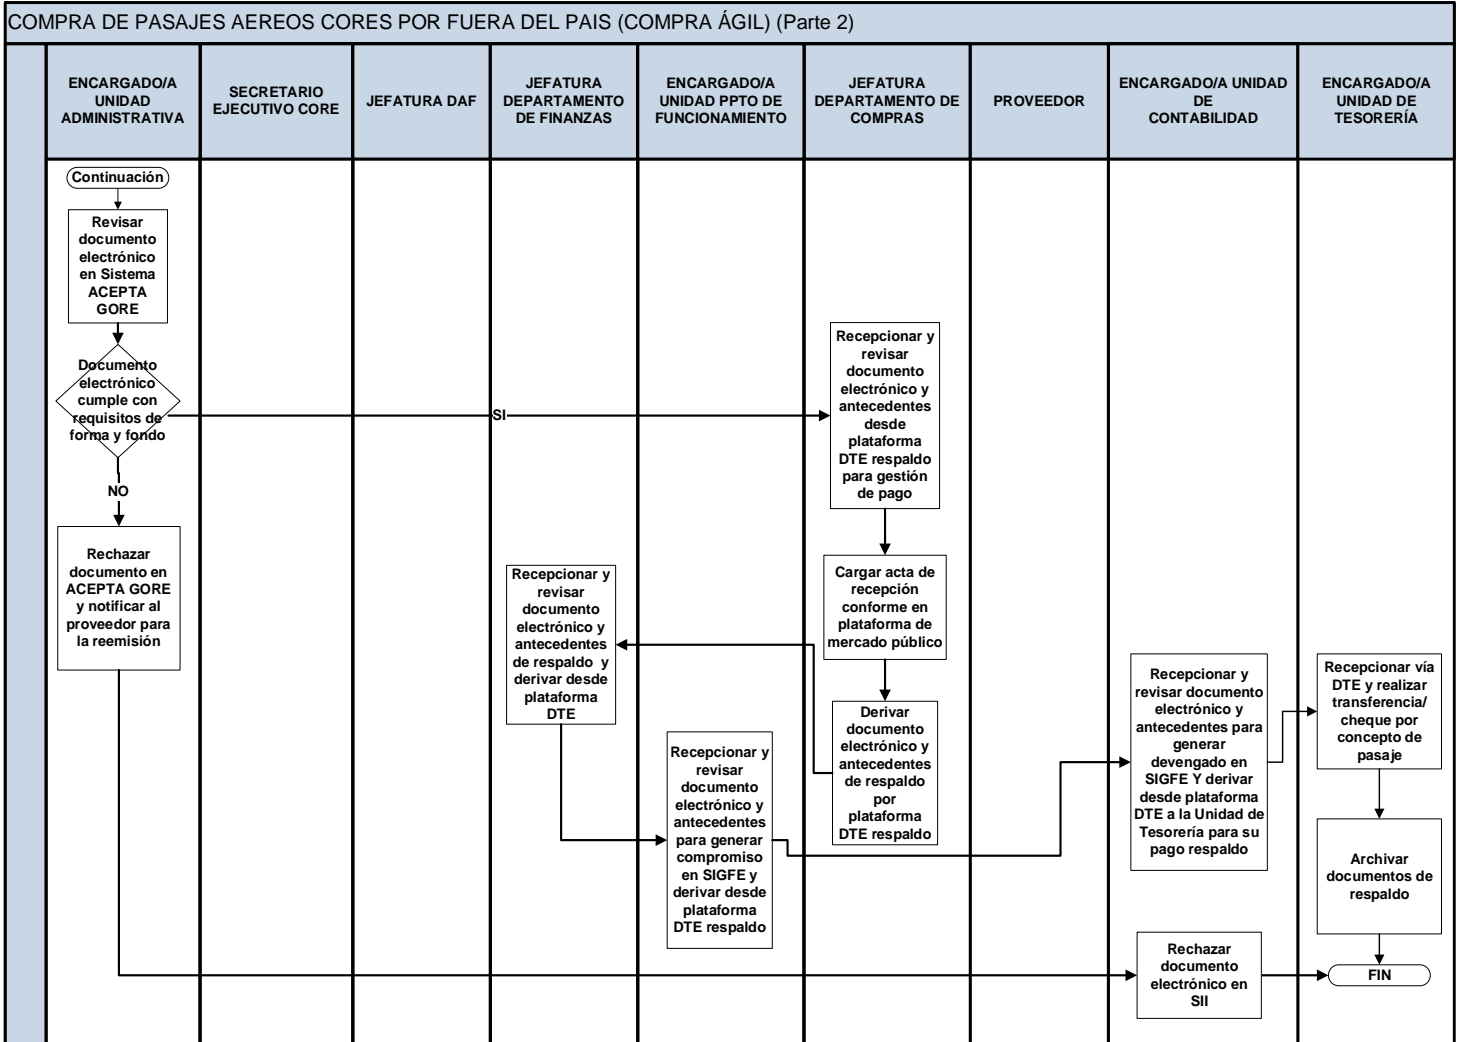 COMPRA DE PASAJES AEREOS CORES POR FUERA DEL PAIS (COMPRA ÁGIL) (Parte 2)
ENCARGADO/A
UNIDAD
ADMINISTRATIVA
SECRETARIO
EJECUTIVO CORE
JEFATURA DAF
JEFATURA
DEPARTAMENTO
DE FINANZAS
ENCARGADO/A
UNIDAD PPTO DE
FUNCIONAMIENTO
JEFATURA
DEPARTAMENTO DE
COMPRAS
PROVEEDOR
ENCARGADO/A UNIDAD
DE
CONTABILIDAD
ENCARGADO/A
UNIDAD DE
TESORERÍA
Continuación
Revisar
documento
electrónico
en Sistema
ACEPTA
GORE
Documento
electrónico
cumple con
requisitos de
forma y fondo
SI
NO
Rechazar
documento en
ACEPTA GORE
y notificar al
proveedor para
la reemisión
Recepcionar y
revisar
documento
electrónico y
antecedentes
desde
plataforma
DTE respaldo
para gestión
de pago
Cargar acta de
recepción
conforme en
plataforma de
mercado público
Derivar
documento
electrónico y
antecedentes
de respaldo
por
plataforma
DTE respaldo
Recepcionar y
revisar
documento
electrónico y
antecedentes
de respaldo y
derivar desde
plataforma
DTE
Recepcionar y
revisar
documento
electrónico y
antecedentes
para generar
compromiso
en SIGFE y
derivar desde
plataforma
DTE respaldo
Recepcionar y
revisar documento
electrónico y
antecedentes para
generar
devengado en
SIGFE Y derivar
desde plataforma
DTE a la Unidad de
Tesorería para su
pago respaldo
Recepcionar vía
DTE y realizar
transferencia/
cheque por
concepto de
pasaje
Archivar
documentos de
respaldo
Rechazar
documento
electrónico en
SII
FIN